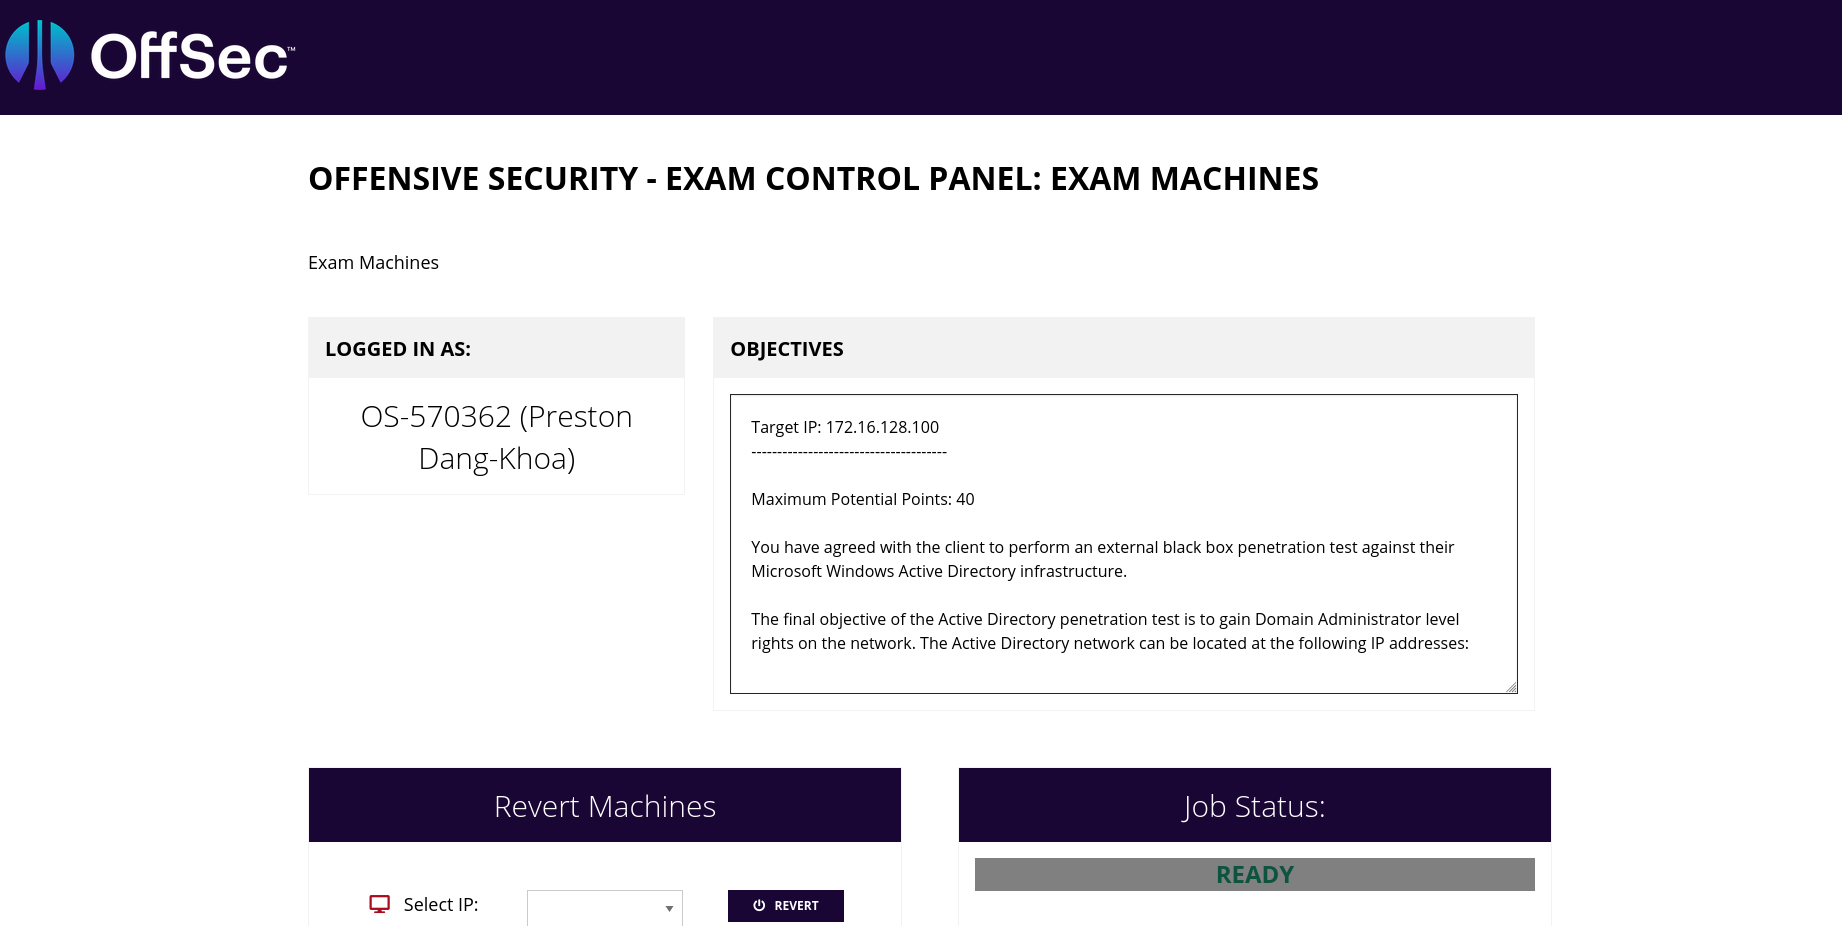 OffSec™
OFFENSIVE SECURITY - EXAM CONTROL PANEL: EXAM MACHINES
Exam Machines
LOGGED IN AS:
OS-570362 (Preston
Dang-Khoa)
OBJECTIVES
Target IP: 172.16.128.100
--------------------------------------
Maximum Potential Points: 40
You have agreed with the client to perform an external black box penetration test against their
Microsoft Windows Active Directory infrastructure.
The final objective of the Active Directory penetration test is to gain Domain Administrator level
rights on the network. The Active Directory network can be located at the following IP addresses:
Revert Machines
Select IP:
REVERT
Job Status:
READY